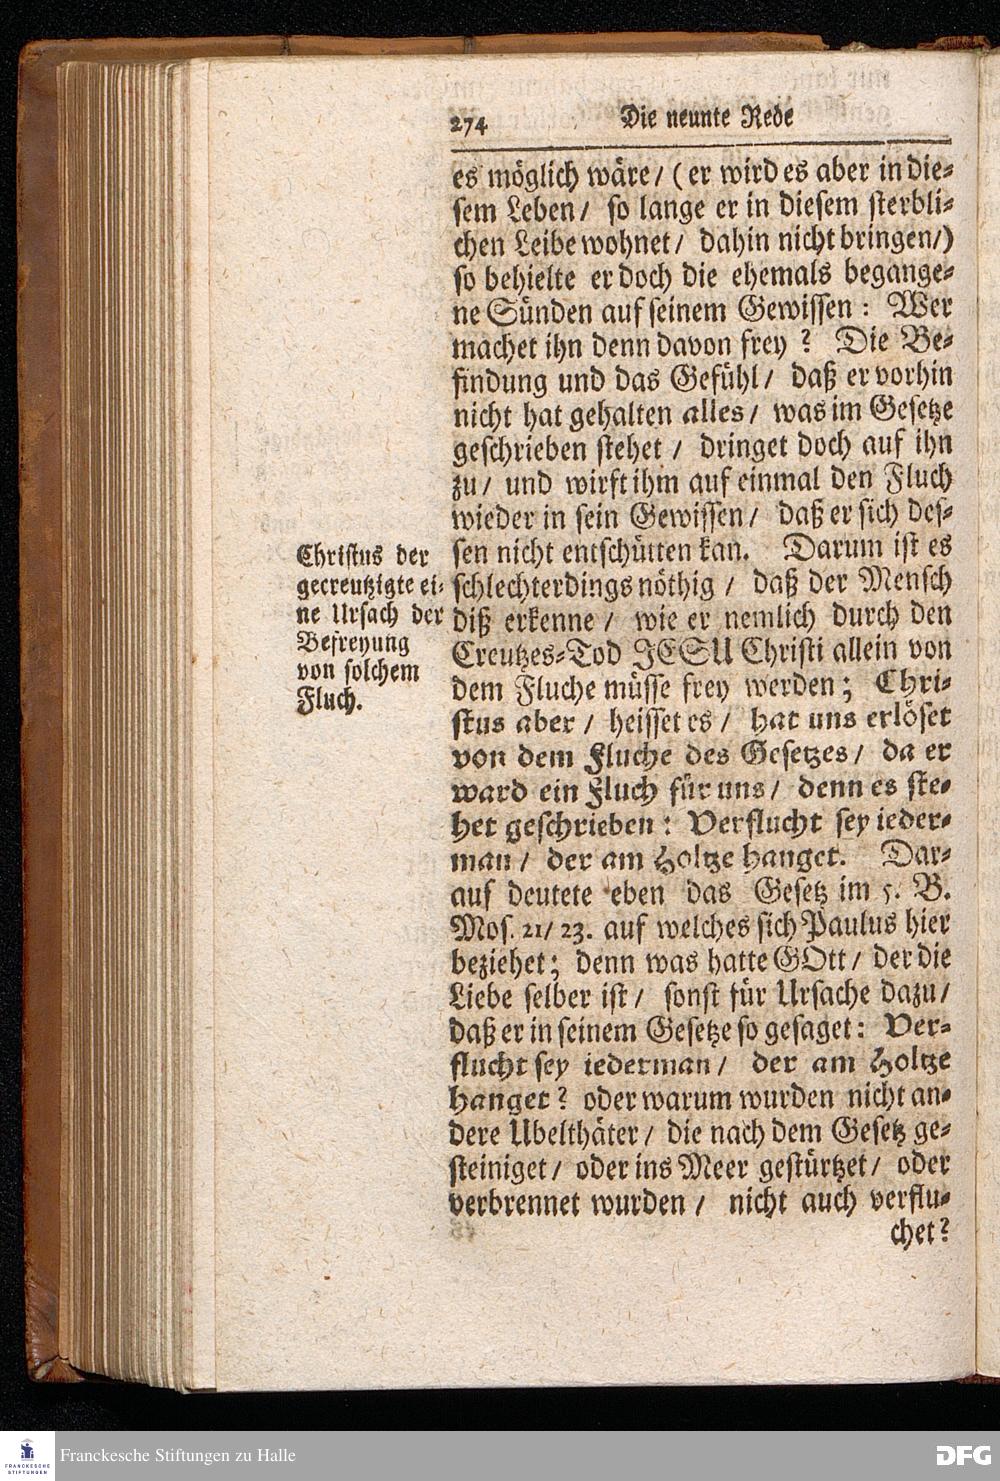 274 Die neunte Rede
es möglich wäre / (er wird es aber in die-
sem Leben / so lange er in diesem sterbli-
chen Leibe wohnet / dahin nicht bringen /)
so behielte er doch die ehemals begange-
ne Sünden auf seinem Gewissen: Wer
machet ihn denn davon frey? Die Be-
findung und das Gefühl / daß er vorhin
nicht hat gehalten alles / was im Gesetze
geschrieben stehet / dringet doch auf ihn
zu / und wirft ihm auf einmal den Fluch
wieder in sein Gewissen / daß er sich des-
sen nicht entschütten kan. Darum ist es
schlechterdings nöthig / daß der Mensch
diß erkenne / wie er nemlich durch den
Creutzes-Tod JESU Christi allein von
dem Fluche müsse frey werden; Chri-
stus aber / heisset es / hat uns erlöset
von dem Fluche des Gesetzes / da er
ward ein Fluch für uns / denn es ste-
het geschrieben: Verflucht sey ieder-
man / der am Holtze hanget. Dar-
auf deutete eben das Gesetz im 5. B.
Mos. 21/ 23. auf welches sich Paulus hier
beziehet; denn was hatte GOtt / der die
Liebe selber ist / sonst für Ursache dazu /
daß er in seinem Gesetze so gesaget: Ver-
flucht sey iederman / der am Holtze
hanget? oder warum wurden nicht an-
dere Ubelthäter / die nach dem Gesetz ge-
steiniget / oder ins Meer gestürtzet / oder
verbrennet wurden / nicht auch verflu-
chet?
Christus der
gecreutzigte ei-
ne Ursach der
Befreyung
von solchem
Fluch.
FRANCKESCHE
STIFTUNGEN
Franckesche Stiftungen zu Halle
DFG